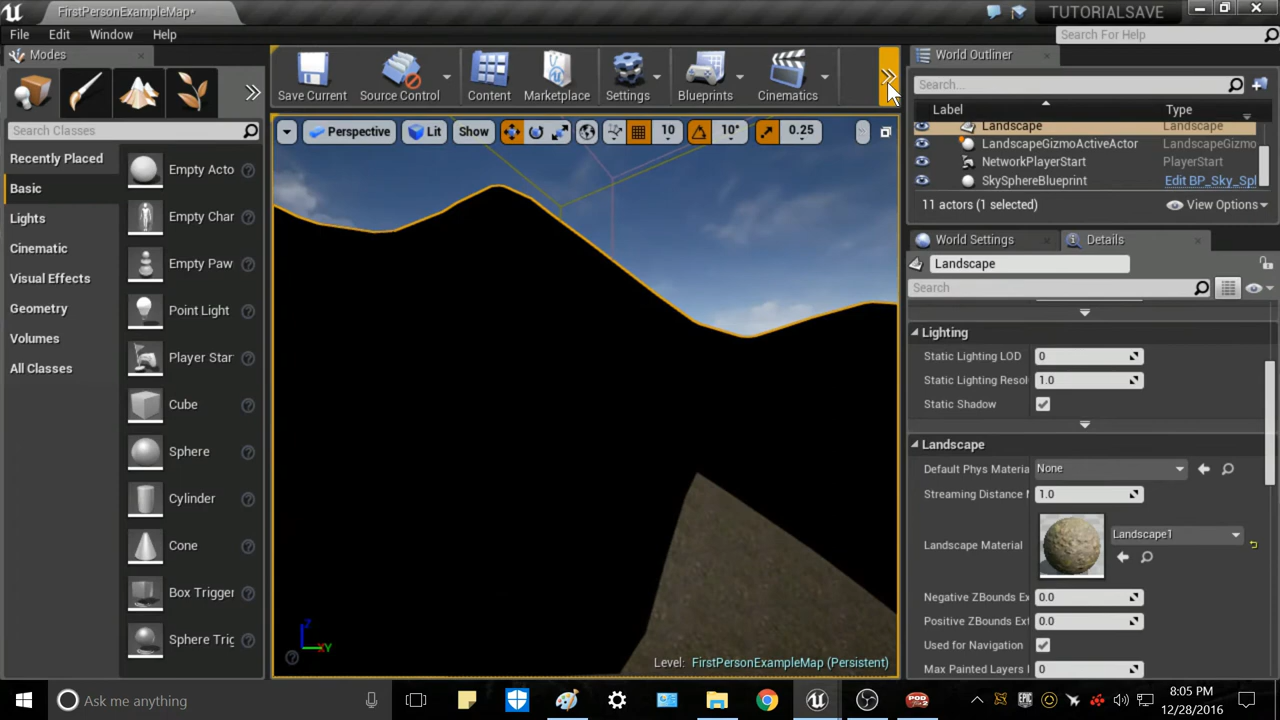 FirstPersonExampleMap*
TUTORIALSAVE
File Edit Window Help
Search For Help
Modes
Search Classes
Recently Placed
Basic
Lights
Cinematic
Visual Effects
Geometry
Volumes
All Classes
Empty Acto
Empty Char
Empty Paw
Point Light
Player Star
Cube
Sphere
Cylinder
Cone
Box Trigger
Sphere Trig
Save Current
Source Control
Content
Marketplace
Settings
Blueprints
Cinematics
Perspective Lit Show 10 10° 0.25
Z
XY
Level: FirstPersonExampleMap (Persistent)
World Outliner
Search...
Label Type
Landscape Landscape
LandscapeGizmoActiveActor LandscapeGizmo
NetworkPlayerStart PlayerStart
SkySphereBlueprint Edit BP_Sky_Spl
11 actors (1 selected) View Options
World Settings Details
Landscape
Search
Lighting
Static Lighting LOD 0
Static Lighting Resol 1.0
Static Shadow
Landscape
Default Phys Materia None
Streaming Distance M 1.0
Landscape Material Landscape1
Negative ZBounds Ex 0.0
Positive ZBounds Ext 0.0
Used for Navigation
Max Painted Layers 0
Ask me anything
EPIC
POD
8:05 PM
12/28/2016